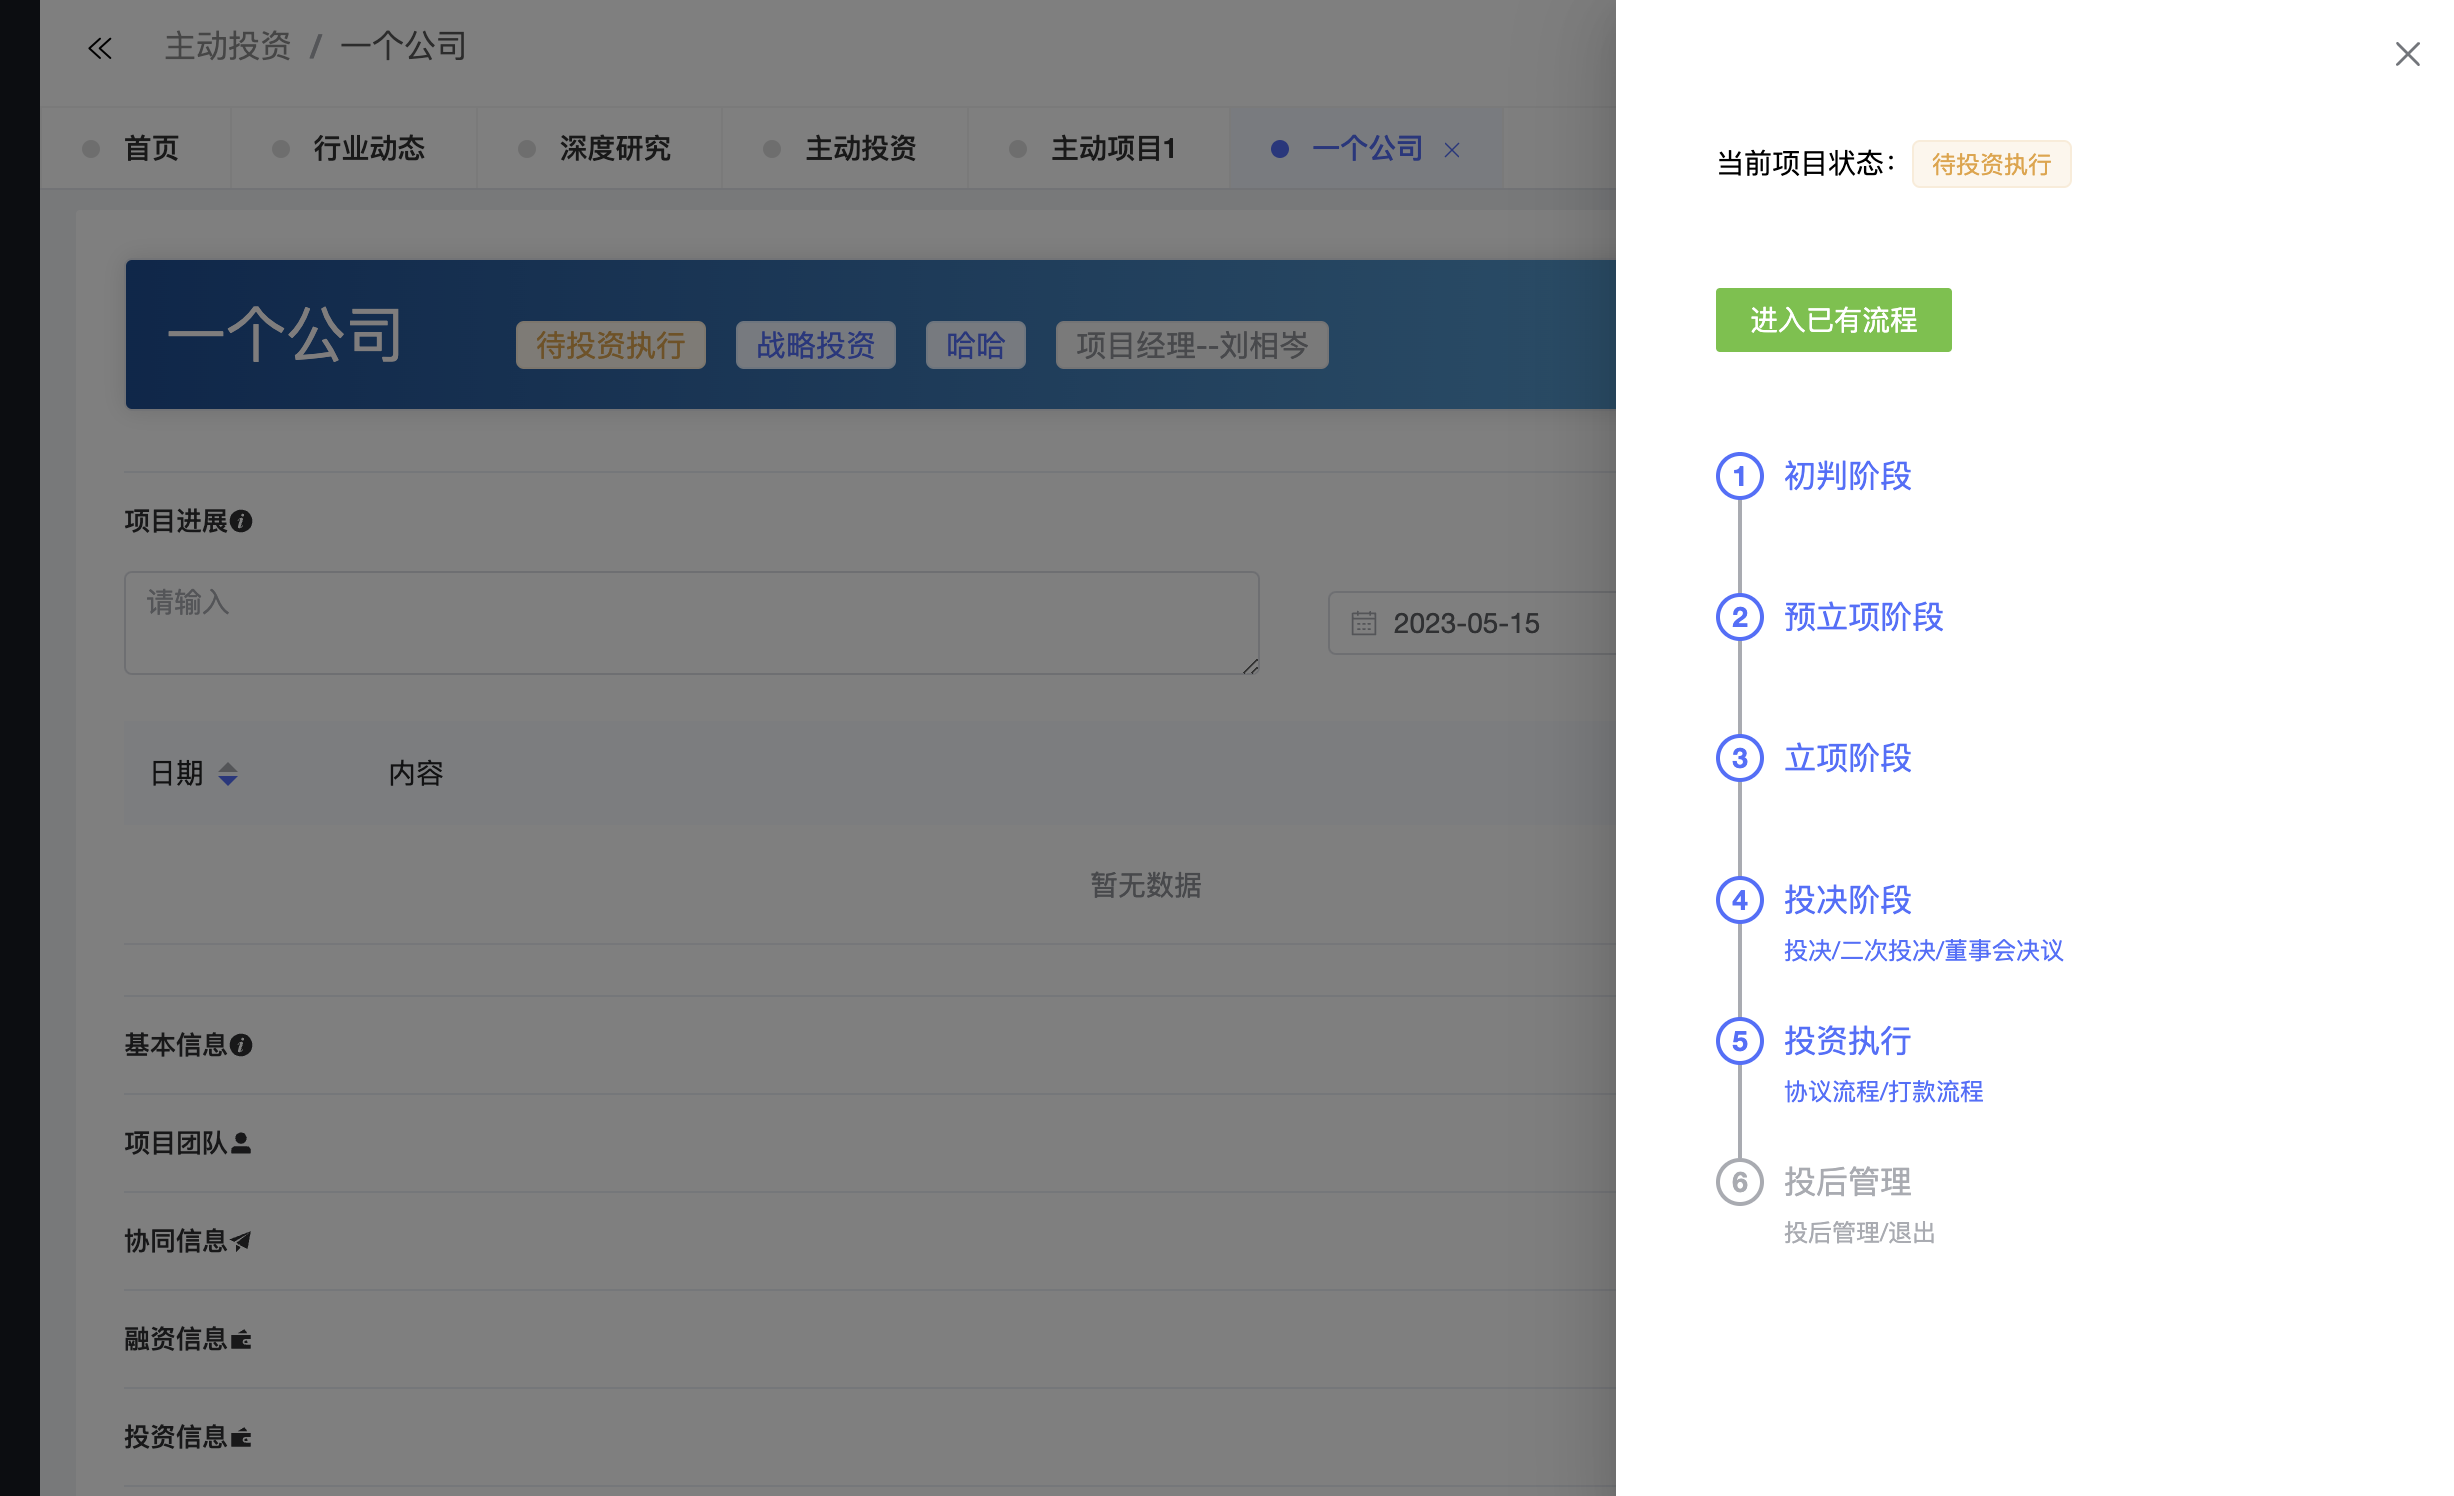 主动投资 / 一个公司
首页 行业动态 深度研究 主动投资 主动项目1 一个公司
一个公司 待投资执行 战略投资 哈哈 项目经理--刘相岑
项目进展
请输入
2023-05-15
日期 内容
暂无数据
基本信息
项目团队
协同信息
融资信息
投资信息
当前项目状态： 待投资执行
进入已有流程
1 初判阶段
2 预立项阶段
3 立项阶段
4 投决阶段
投决/二次投决/董事会决议
5 投资执行
协议流程/打款流程
6 投后管理
投后管理/退出